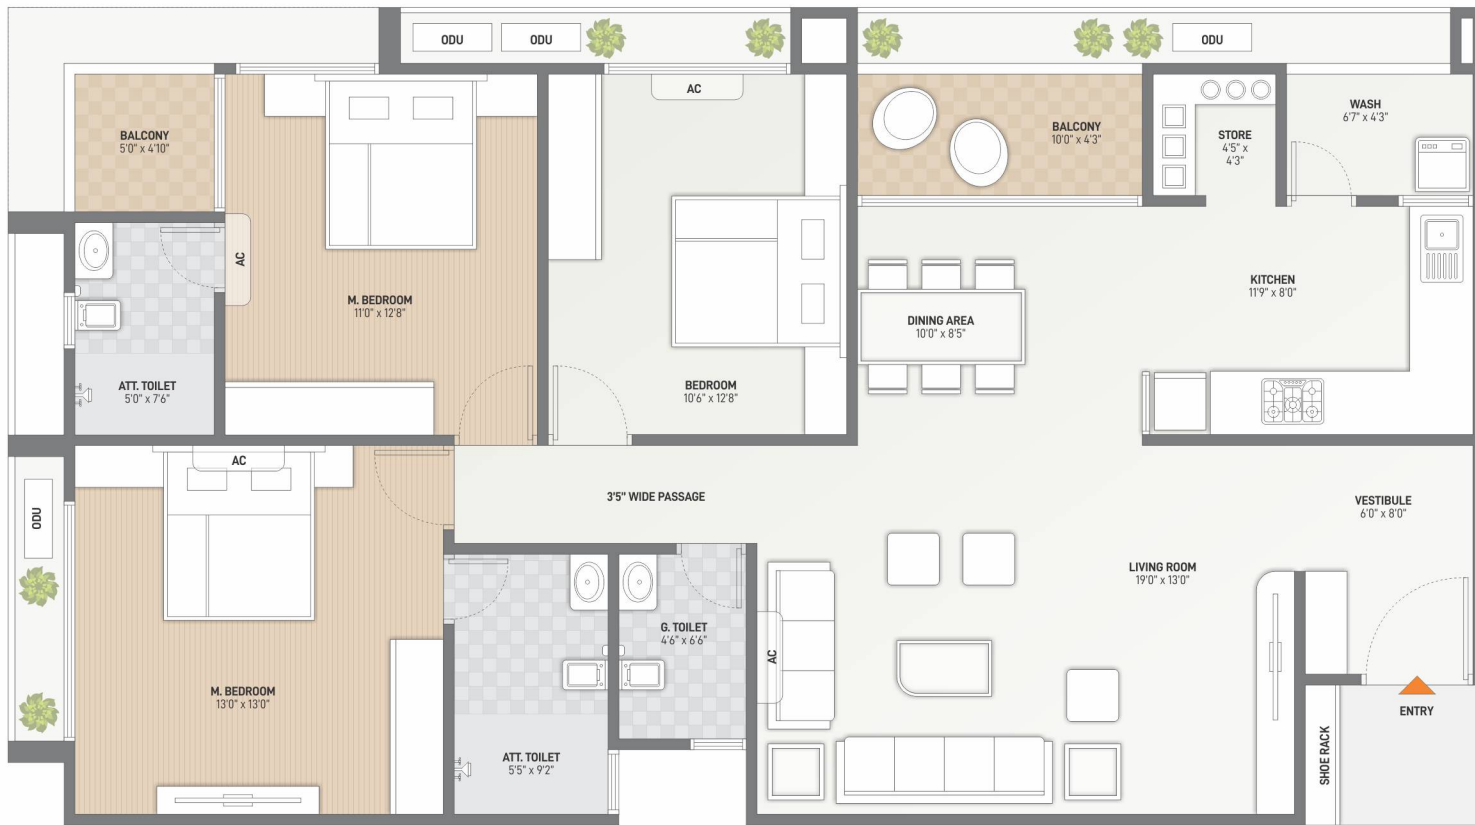 ODU
ODU
ODU
AC
BALCONY
5'0" x 4'10"
BALCONY
10'0" x 4'3"
STORE
4'5" x
4'3"
WASH
6'7" x 4'3"
AC
M. BEDROOM
11'0" x 12'8"
KITCHEN
11'9" x 8'0"
DINING AREA
10'0" x 8'5"
ATT. TOILET
5'0" x 7'6"
BEDROOM
10'6" x 12'8"
AC
ODU
3'5" WIDE PASSAGE
VESTIBULE
6'0" x 8'0"
LIVING ROOM
19'0" x 13'0"
G. TOILET
4'6" x 6'6"
AC
M. BEDROOM
13'0" x 13'0"
ENTRY
SHOE RACK
ATT. TOILET
5'5" x 9'2"